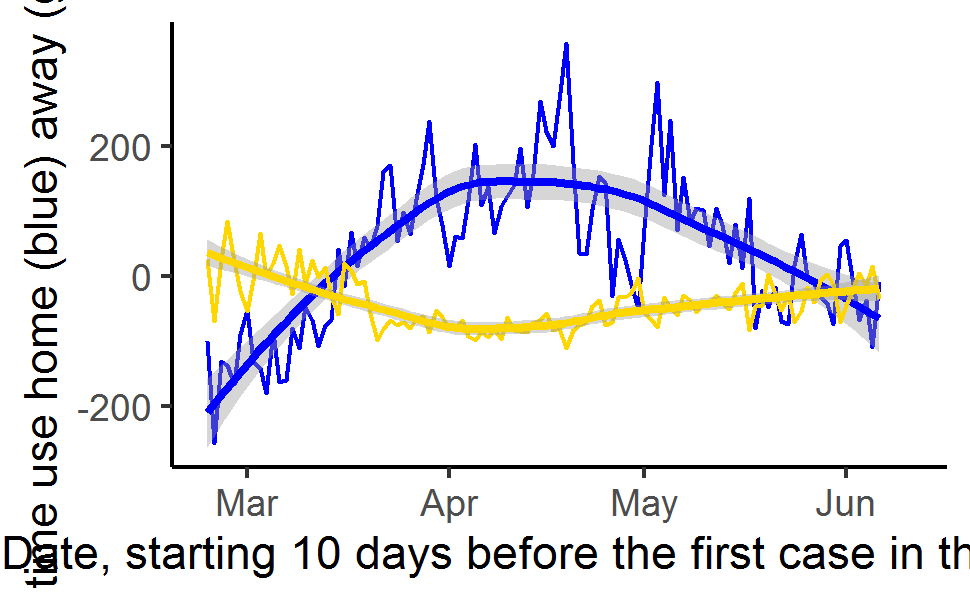 time use home (blue) away (
200
0
-200
Mar Apr May Jun
Date, starting 10 days before the first case in th